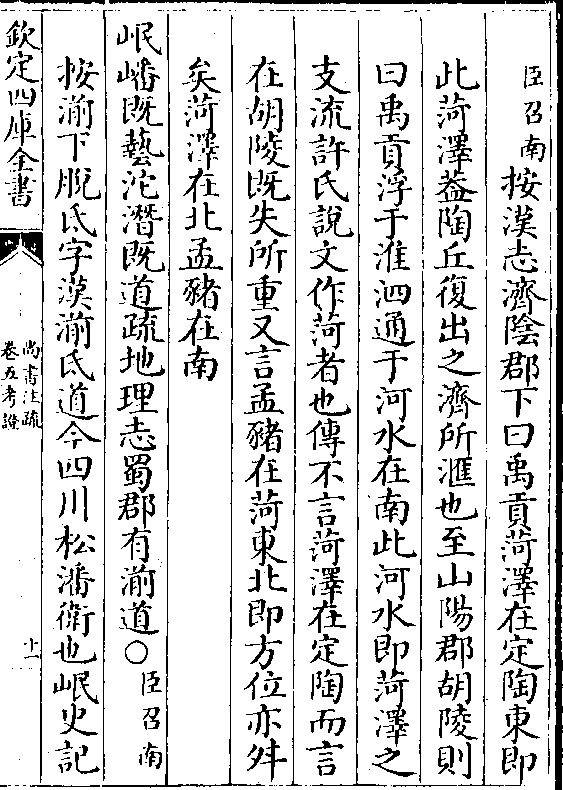 臣召南按漢志濟陰郡下曰禹貢菏澤在定陶東即
此菏澤葢陶丘復出之濟所滙也至山陽郡胡陵則
曰禹貢浮于淮泗通于河水在南此河水即菏澤之
支流許氏說文作菏者也傳不言菏澤在定陶而言
在胡陵既失所重又言孟豬在菏東北即方位亦舛
矣菏澤在北孟豬在南
岷嶓既藝沱潛既道疏地理志蜀郡有湔道○臣召南
按湔下脫氐字漢湔氐道今四川松潘衛也岷史記
欽定四庫全書
尚書注疏
卷五考證
十一